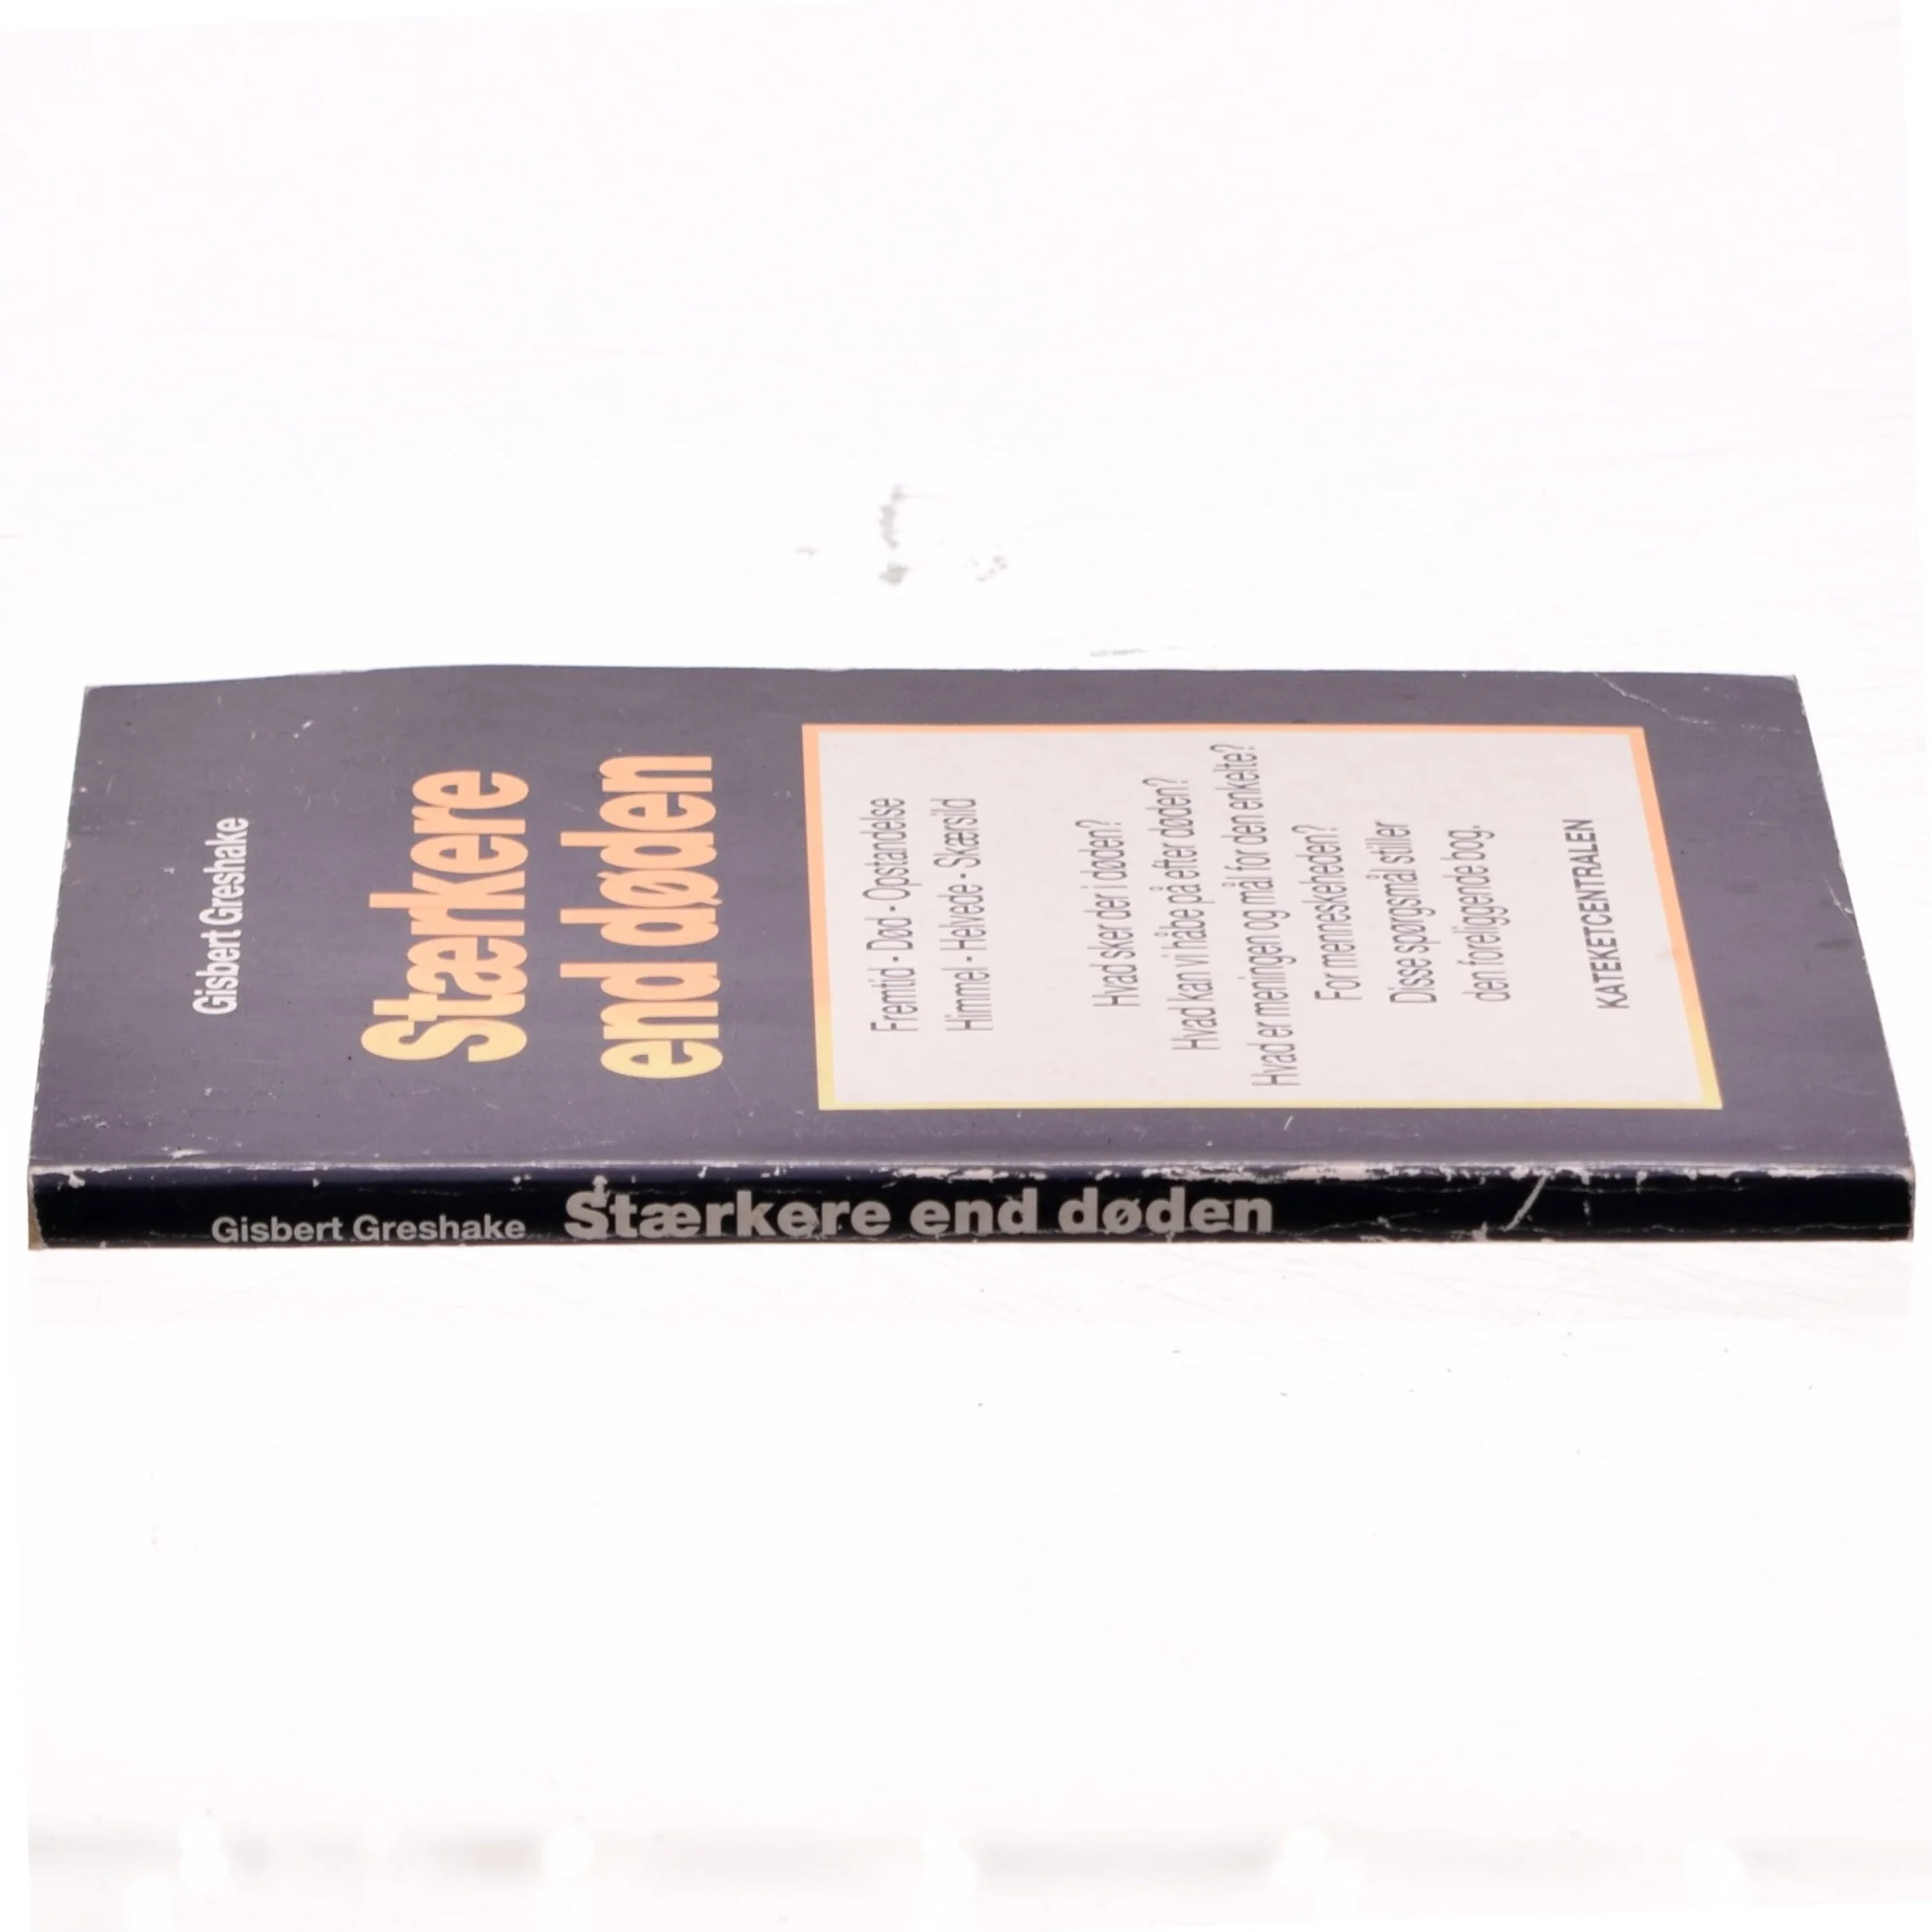 Gisbert Greshake
Stærkere
end døden
Fremtid - Død - Opstandelse
Himmel - Helvede - Skærsild
Hvad sker der i døden?
Hvad kan vi håbe på efter døden?
Hvad er meningen og mål for den enkelte?
For menneskeheden?
Disse spørgsmål stiller
den foreliggende bog.
KATEKETCENTRALEN
Gisbert Greshake Stærkere end døden